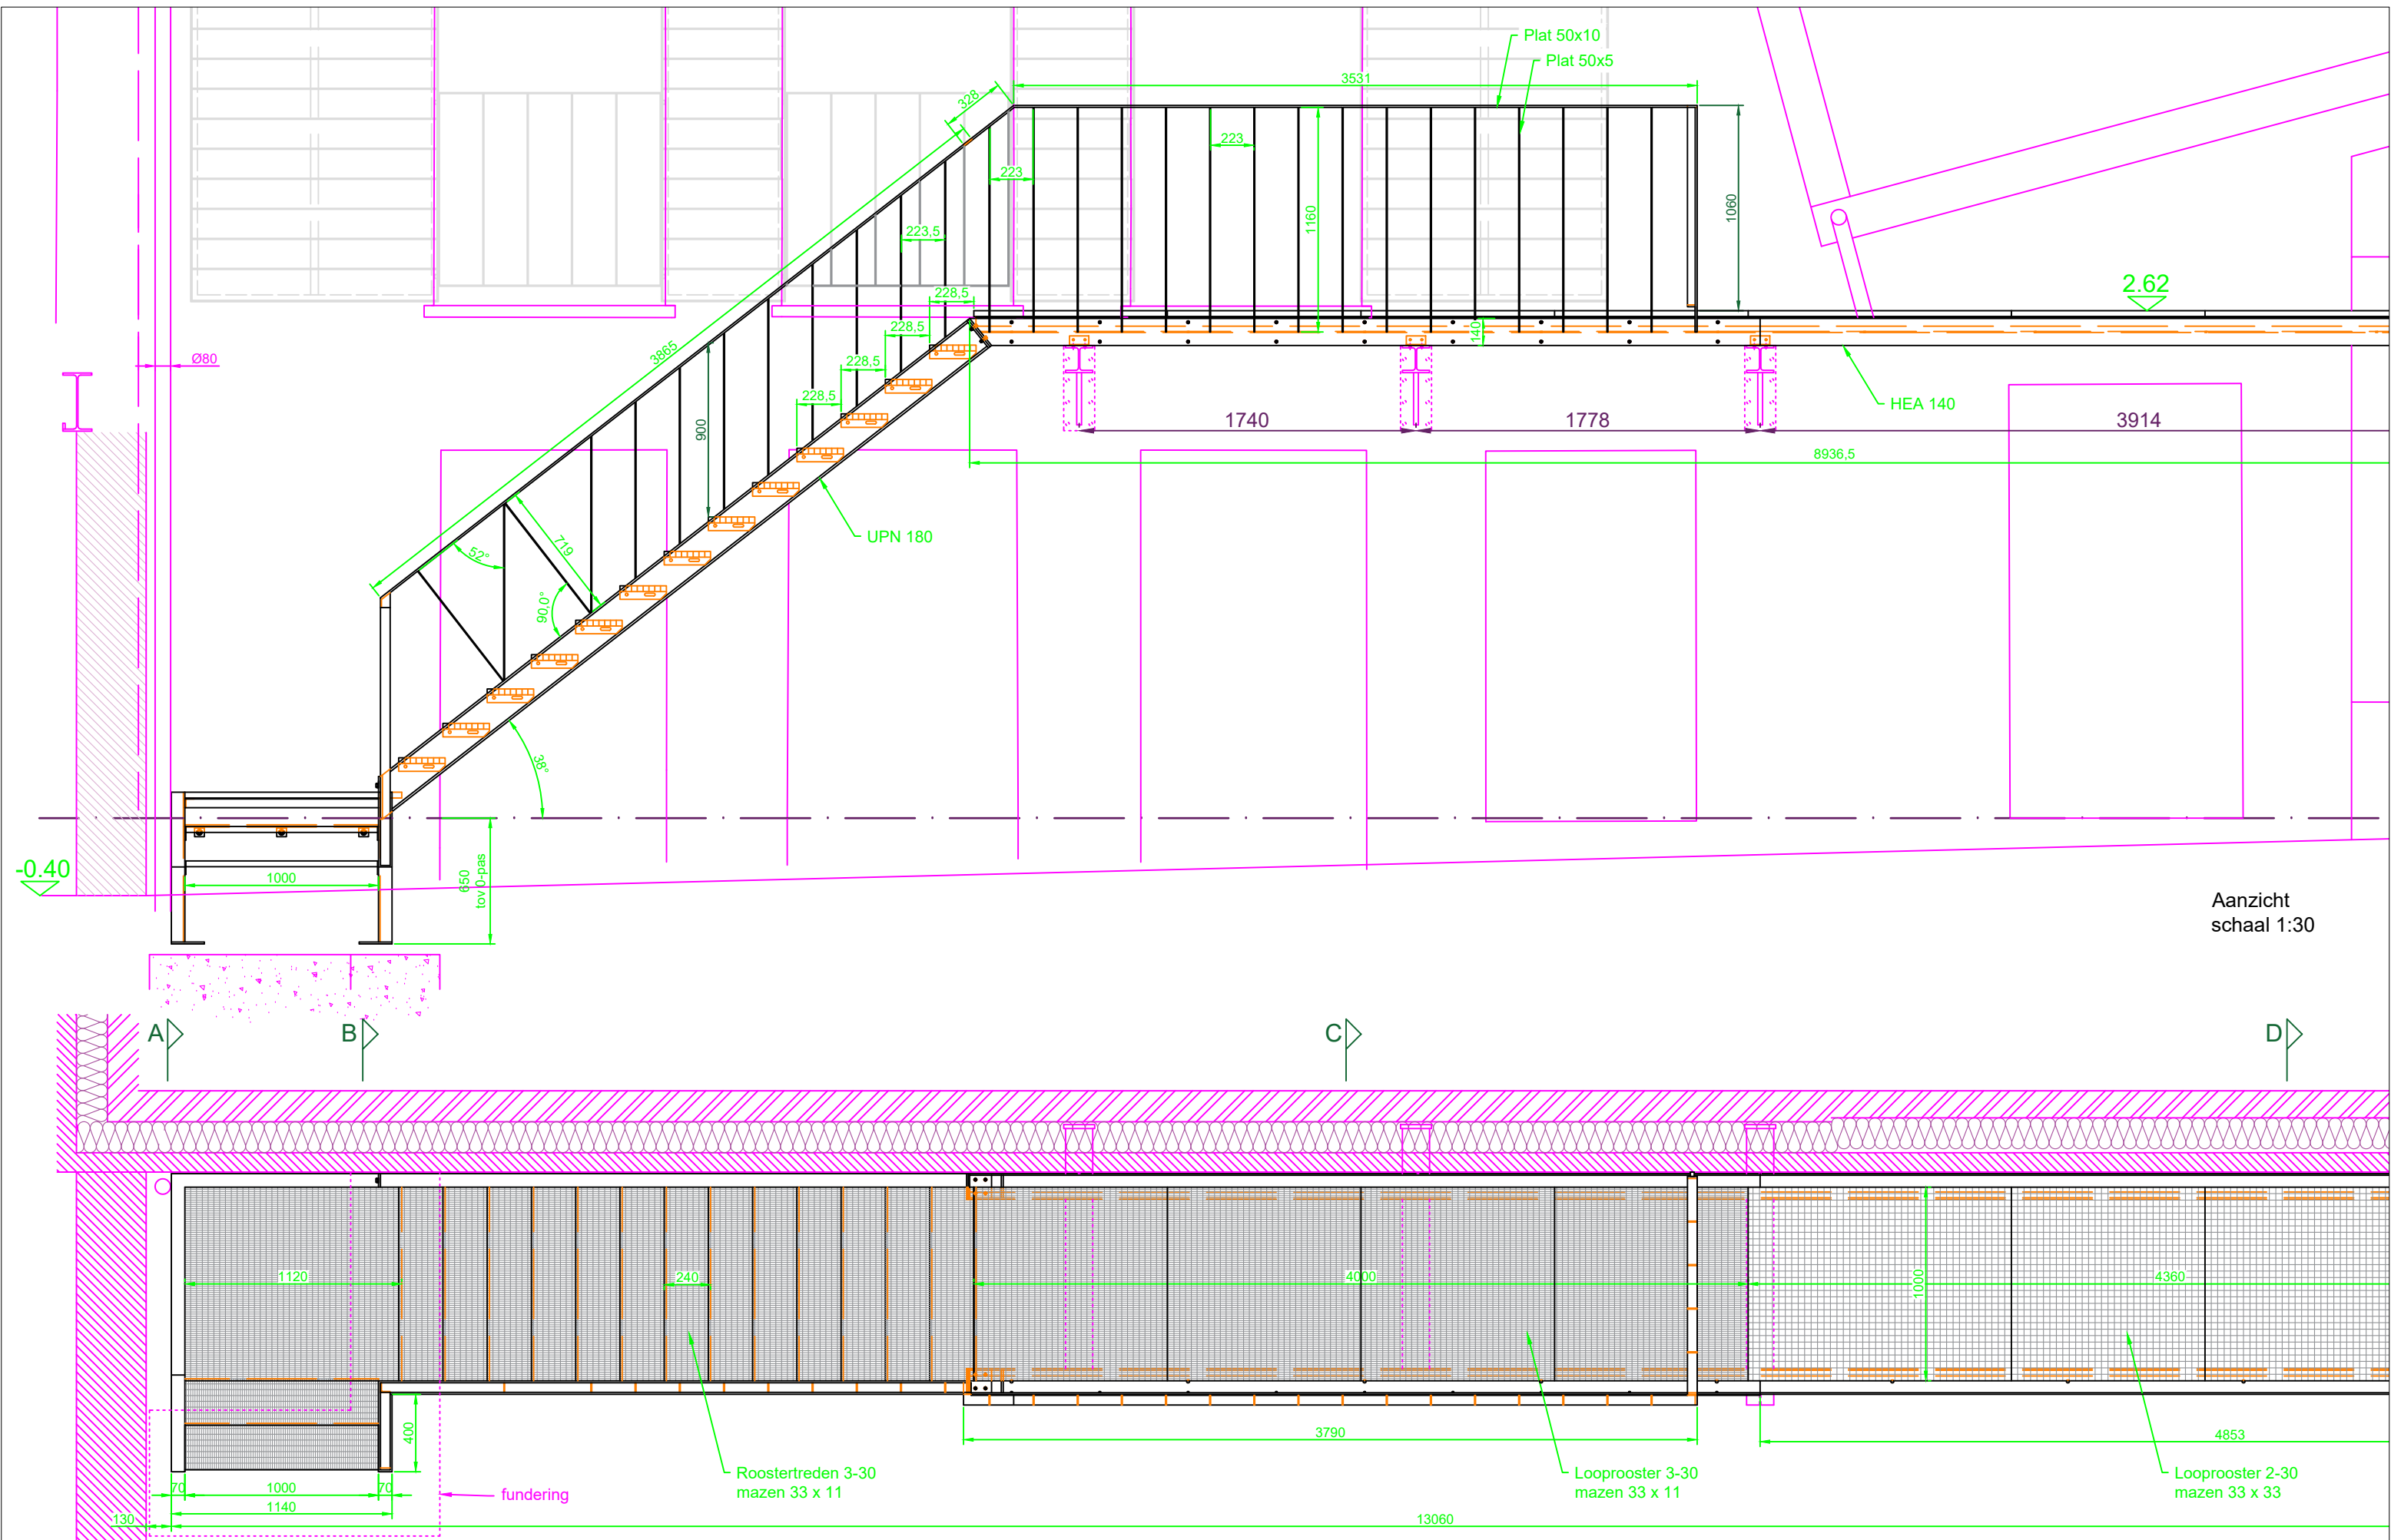 Plat 50x10
Plat 50x5
3531
328
223
223
1160
1060
2.62
223,5
228,5
228,5
228,5
228,5
140
Ø80
3865
900
HEA 140
1740
1778
3914
8936,5
719
52°
UPN 180
90,0°
38°
-0.40
1000
650
tov 0-pas
Aanzicht
schaal 1:30
A
B
C
D
1120
240
4000
1000
4360
400
3790
4853
Roostertreden 3-30
mazen 33 x 11
Looprooster 3-30
mazen 33 x 11
Looprooster 2-30
mazen 33 x 33
70
1000
70
fundering
1140
130
13060